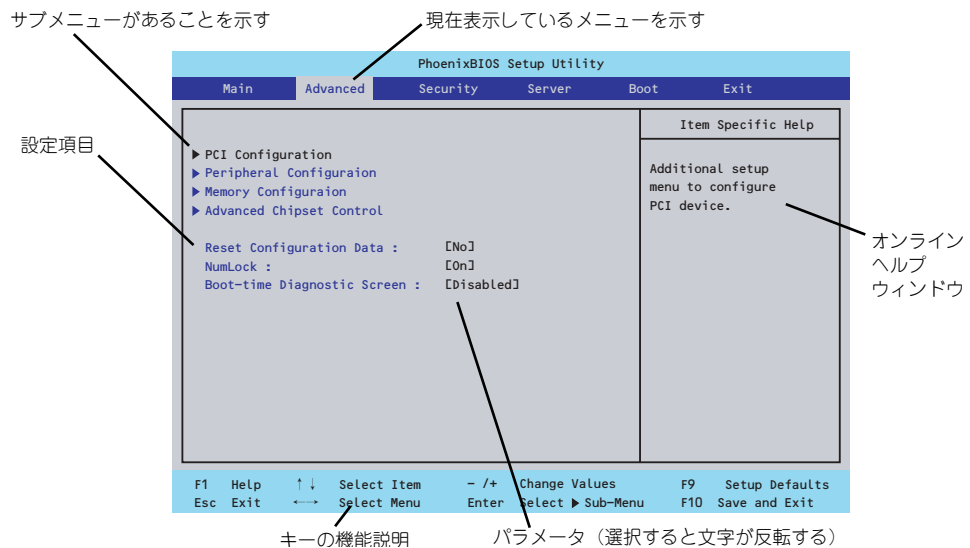 サブメニューがあることを示す
現在表示しているメニューを示す
PhoenixBIOS Setup Utility
Main Advanced Security Server Boot Exit
Item Specific Help
設定項目
▶ PCI Configuration
▶ Peripheral Configuraion
▶ Memory Configuraion
▶ Advanced Chipset Control
Additional setup
menu to configure
PCI device.
Reset Configuration Data : [No]
NumLock : [On]
Boot-time Diagnostic Screen : [Disabled]
オンライン
ヘルプ
ウィンドウ
F1 Help ↑↓ Select Item - /+ Change Values F9 Setup Defaults
Esc Exit ←→ Select Menu Enter Select ▶ Sub-Menu F10 Save and Exit
キーの機能説明
パラメータ（選択すると文字が反転する）